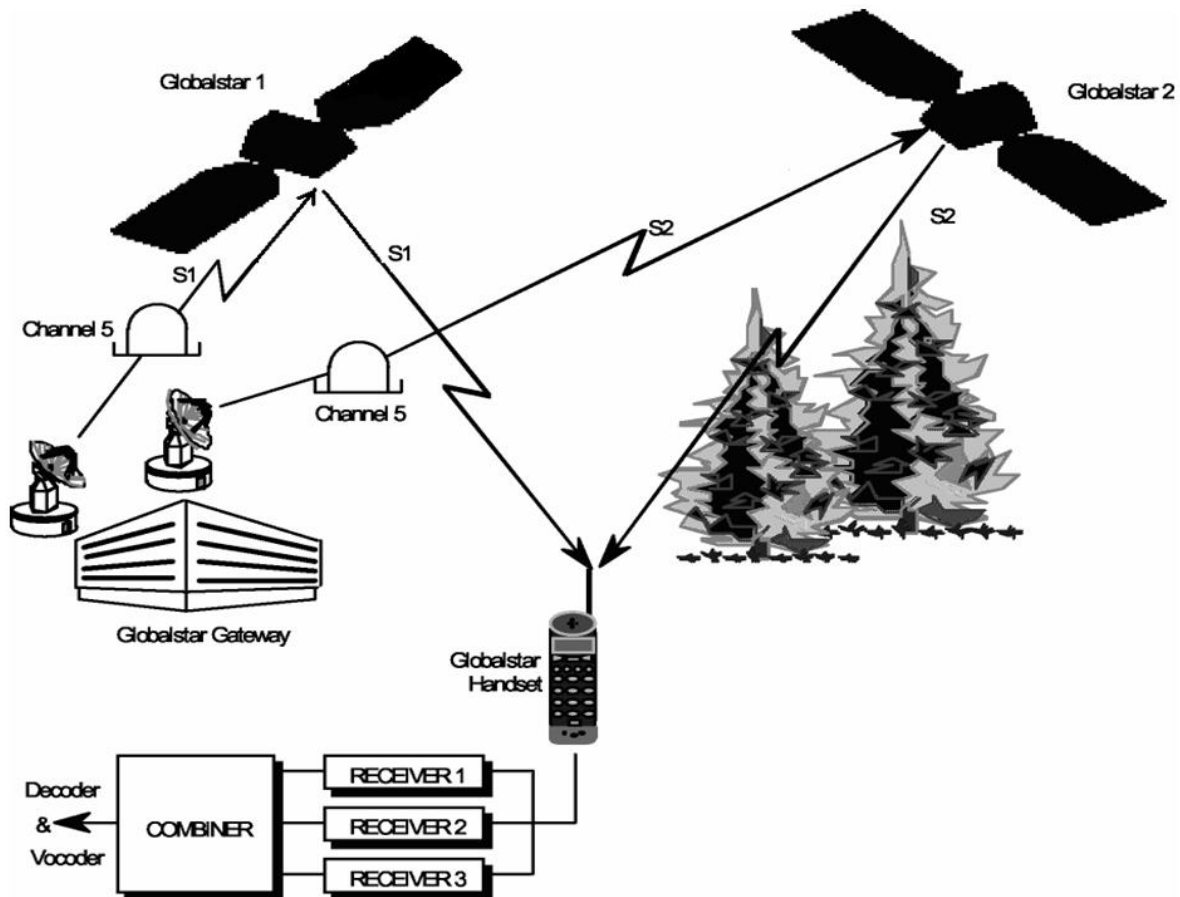 Globalstar 1
Globalstar 2
S2
S2
S1
S1
Channel 5
Channel 5
Globalstar Gateway
Globalstar
Handset
RECEIVER 1
Decoder
&
COMBINER
RECEIVER 2
Vocoder
RECEIVER 3